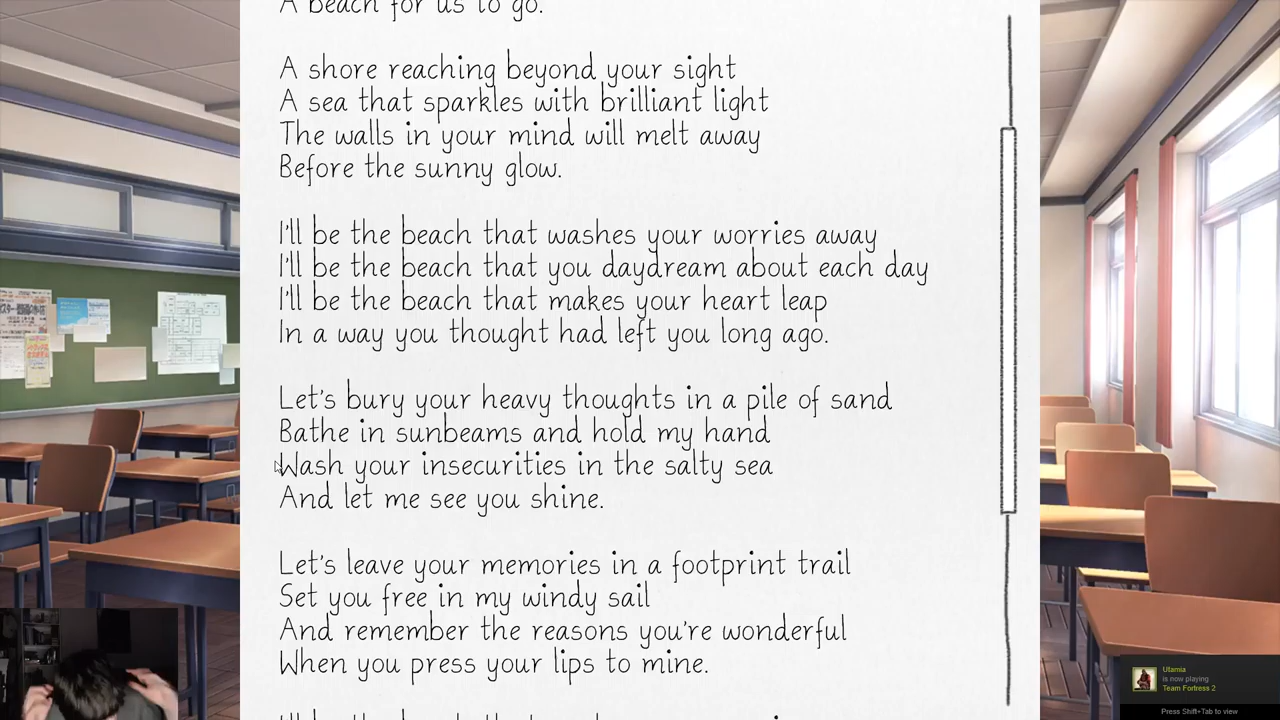 A beach for us to go.
A shore reaching beyond your sight
A sea that sparkles with brilliant light
The walls in your mind will melt away
Before the sunny glow.
I'll be the beach that washes your worries away
I'll be the beach that you daydream about each day
I'll be the beach that makes your heart leap
In a way you thought had left you long ago.
Let's bury your heavy thoughts in a pile of sand
Bathe in sunbeams and hold my hand
Wash your insecurities in the salty sea
And let me see you shine.
Let's leave your memories in a footprint trail
Set you free in my windy sail
And remember the reasons you're wonderful
When you press your lips to mine.
is now playing
Team Fortress 2
Press Shift+Tab to view